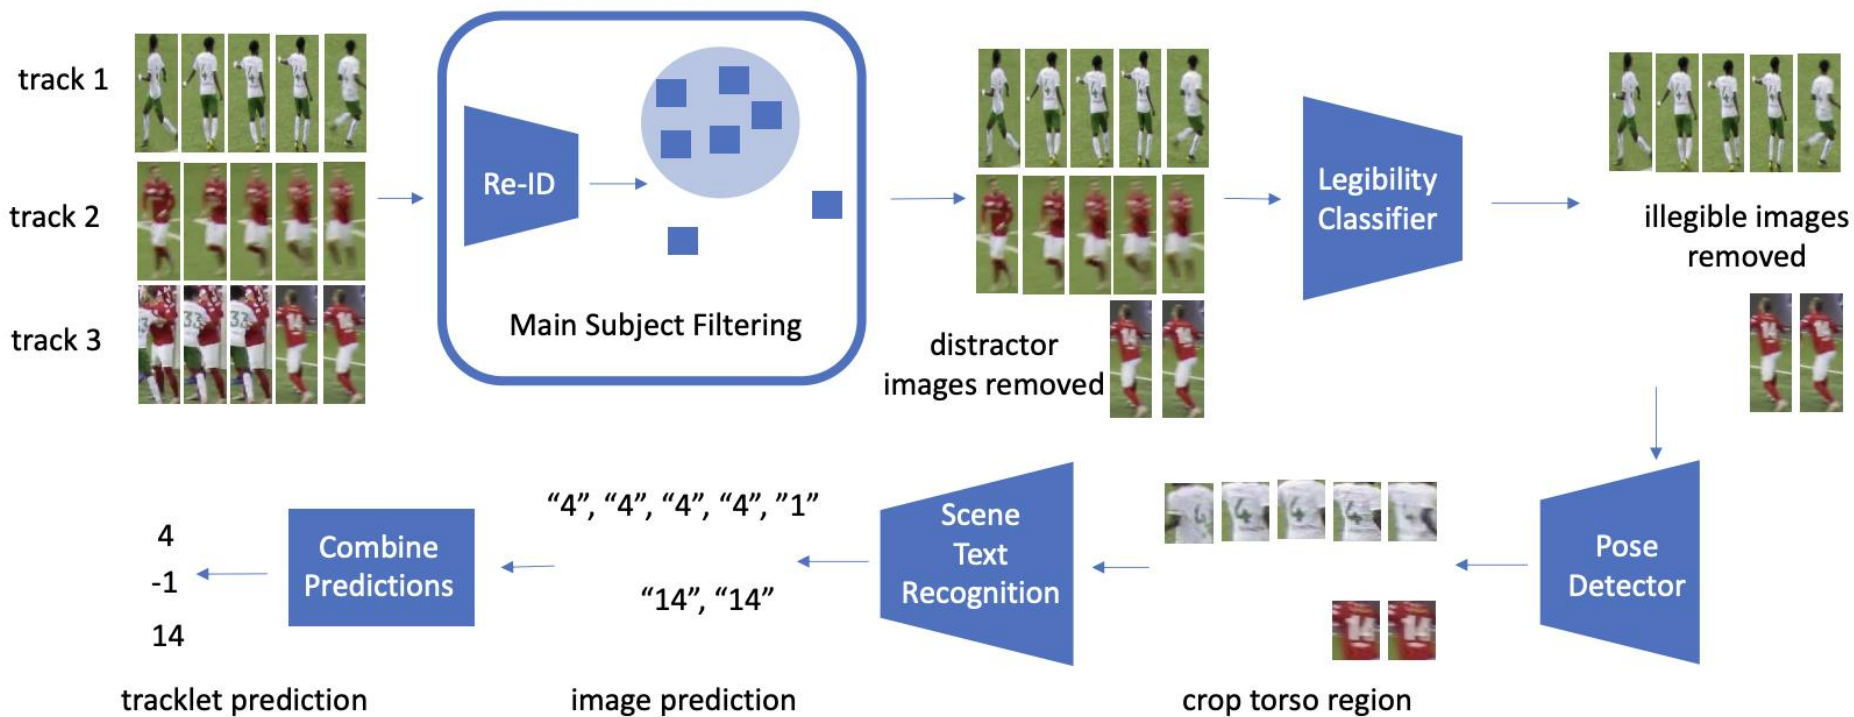 track 1
track 2
track 3
Re-ID
Main Subject Filtering
distractor
images removed
Legibility
Classifier
illegible images
removed
Pose
Detector
crop torso region
Scene
Text
Recognition
“4”, “4”, “4”, “4”, ”1”
“14”, “14”
image prediction
Combine
Predictions
4
-1
14
tracklet prediction